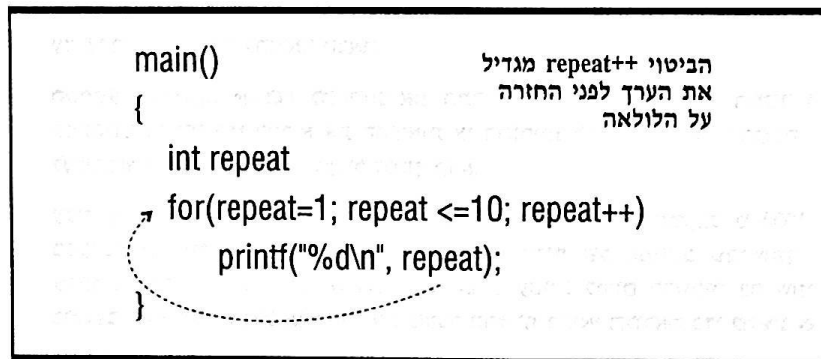 main()
הביטוי repeat++ מגדיל
את הערך לפני החזרה
על הלולאה
{
int repeat
for(repeat=1; repeat <=10; repeat++)
printf("%d\n", repeat);
}